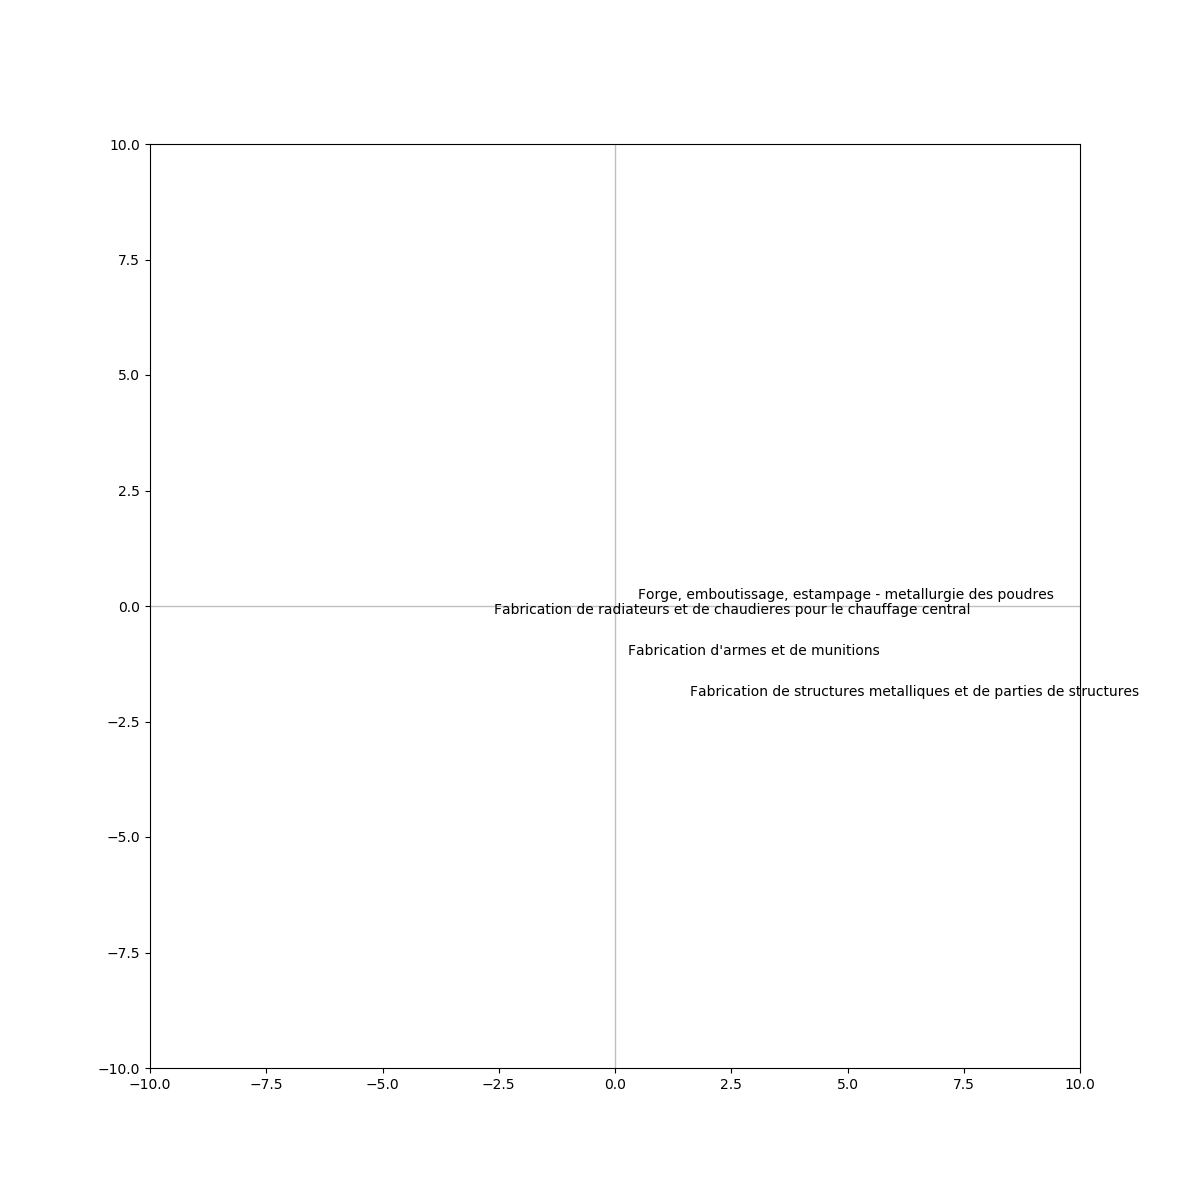 10.0
7.5
5.0
2.5
Forge, emboutissage, estampage - metallurgie des poudres
0.0
Fabrication de radiateurs et de chaudieres pour le chauffage central
Fabrication d'armes et de munitions
Fabrication de structures metalliques et de parties de structures
−2.5
−5.0
−7.5
−10.0
−10.0 −7.5 −5.0 −2.5 0.0 2.5 5.0 7.5 10.0